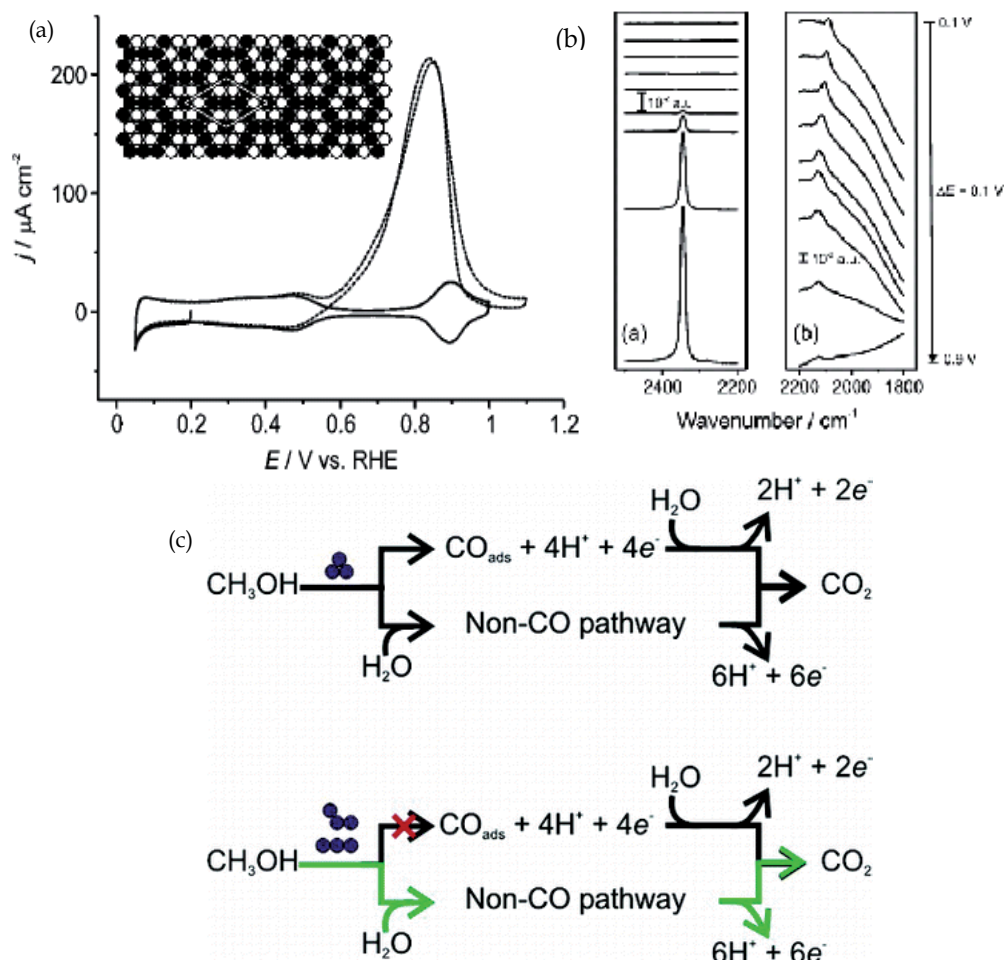 (a)
200
100
0
j / µA cm⁻²
0 0.2 0.4 0.6 0.8 1 1.2
E / V vs. RHE
(b)
10⁻² a.u.
(a)
2400 2200
0.1 V
ΔE = 0.1 V
a.u.
(b)
0.9 V
2200 2000 1800
Wavenumber / cm⁻¹
(c)
CH₃OH
CO_ads + 4H⁺ + 4e⁻
H₂O
2H⁺ + 2e⁻
CO₂
Non-CO pathway
H₂O
6H⁺ + 6e⁻
CH₃OH
CO_ads + 4H⁺ + 4e⁻
H₂O
2H⁺ + 2e⁻
CO₂
Non-CO pathway
H₂O
6H⁺ + 6e⁻